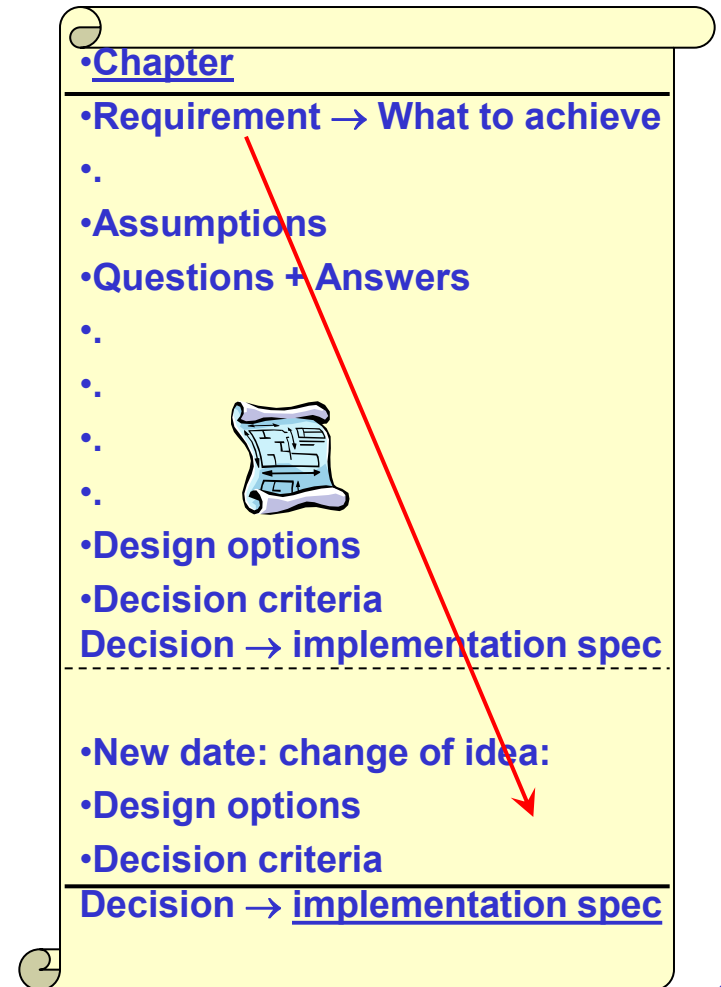 •Chapter
•Requirement → What to achieve
•.
•Assumptions
•Questions + Answers
•.
•.
•.
•.
•Design options
•Decision criteria
Decision → implementation spec
•New date: change of idea:
•Design options
•Decision criteria
Decision → implementation spec